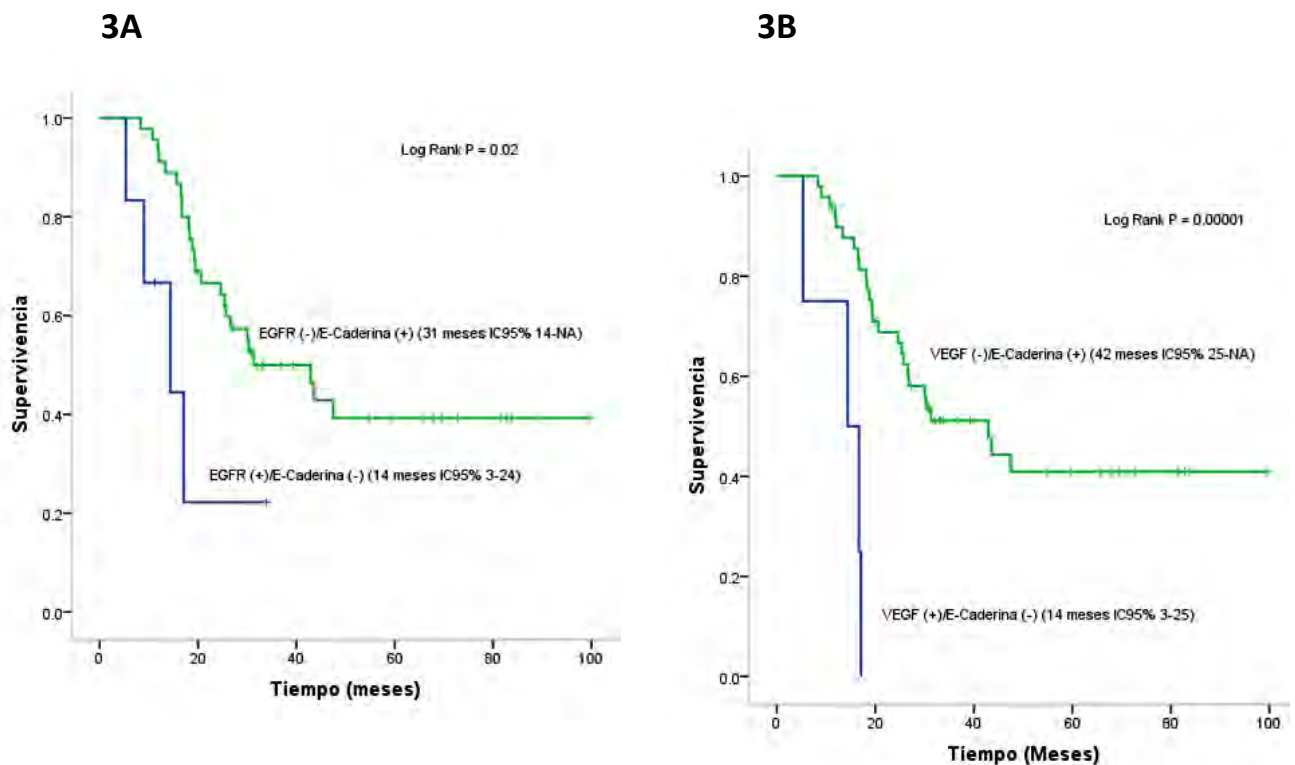 3A
3B
Log Rank P = 0.02
EGFR (-)/E-Caderina (+) (31 meses IC95% 14-NA)
EGFR (+)/E-Caderina (-) (14 meses IC95% 3-24)
Supervivencia
1.0
0.8
0.6
0.4
0.2
0.0
0
20
40
60
80
100
Tiempo (meses)
Log Rank P = 0,00001
VEGF (-)/E-Caderina (+) (42 meses IC95% 25-NA)
VEGF (+)/E-Caderina (-) (14 meses IC95% 3-25)
Supervivencia
1.0
0.8
0.6
0.4
0.2
0.0
0
20
40
60
80
100
Tiempo (Meses)